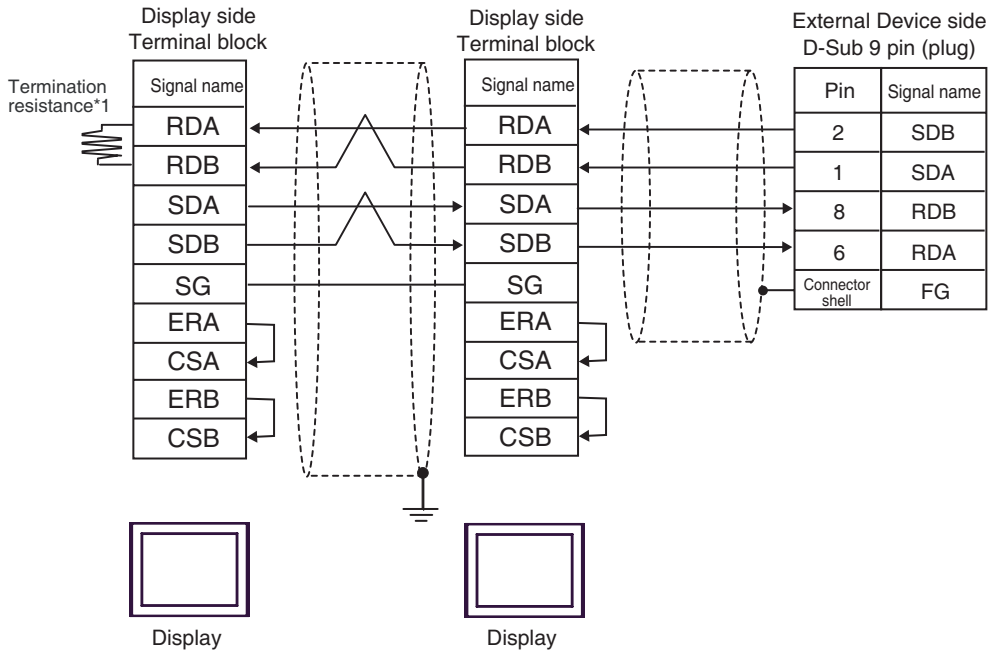 Display side
Terminal block
Display side
Terminal block
External Device side
D-Sub 9 pin (plug)
Termination
resistance*1
Signal name
RDA
RDB
SDA
SDB
SG
ERA
CSA
ERB
CSB
Signal name
RDA
RDB
SDA
SDB
SG
ERA
CSA
ERB
CSB
Pin Signal name
2 SDB
1 SDA
8 RDB
6 RDA
Connector
shell FG
Display
Display